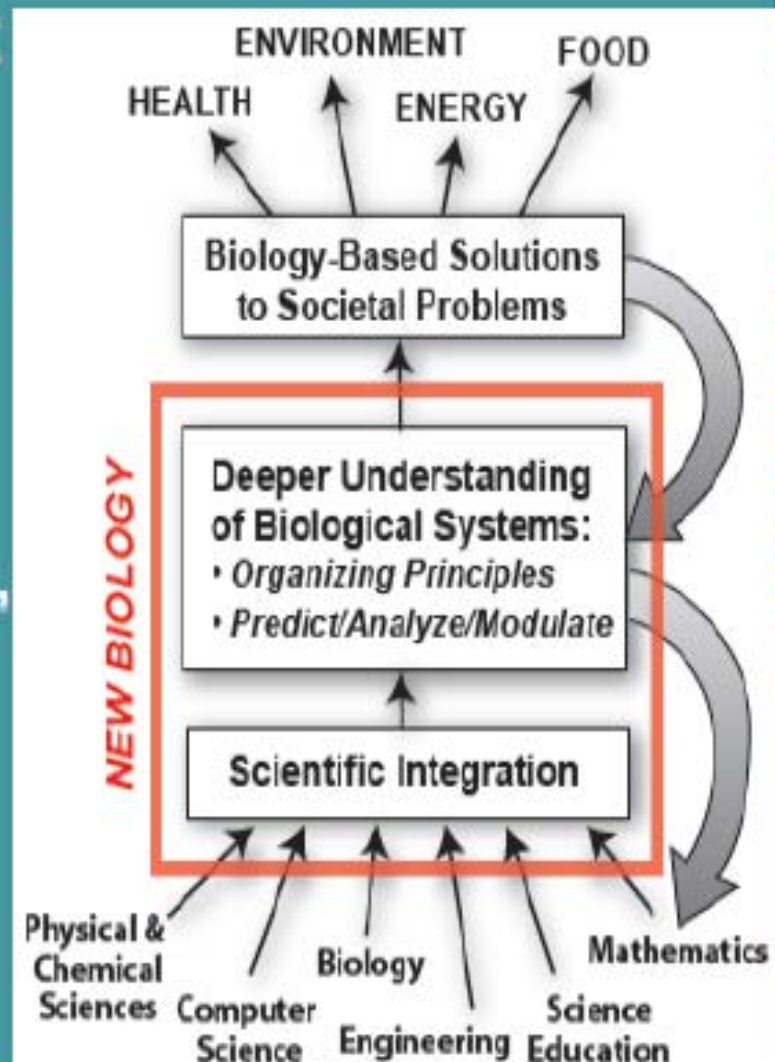 ENVIRONMENT
FOOD
HEALTH
ENERGY
Biology-Based Solutions
to Societal Problems
NEW BIOLOGY
Deeper Understanding
of Biological Systems:
• Organizing Principles
• Predict/Analyze/Modulate
Scientific Integration
Physical &
Chemical
Sciences
Computer
Science
Biology
Engineering
Science
Education
Mathematics